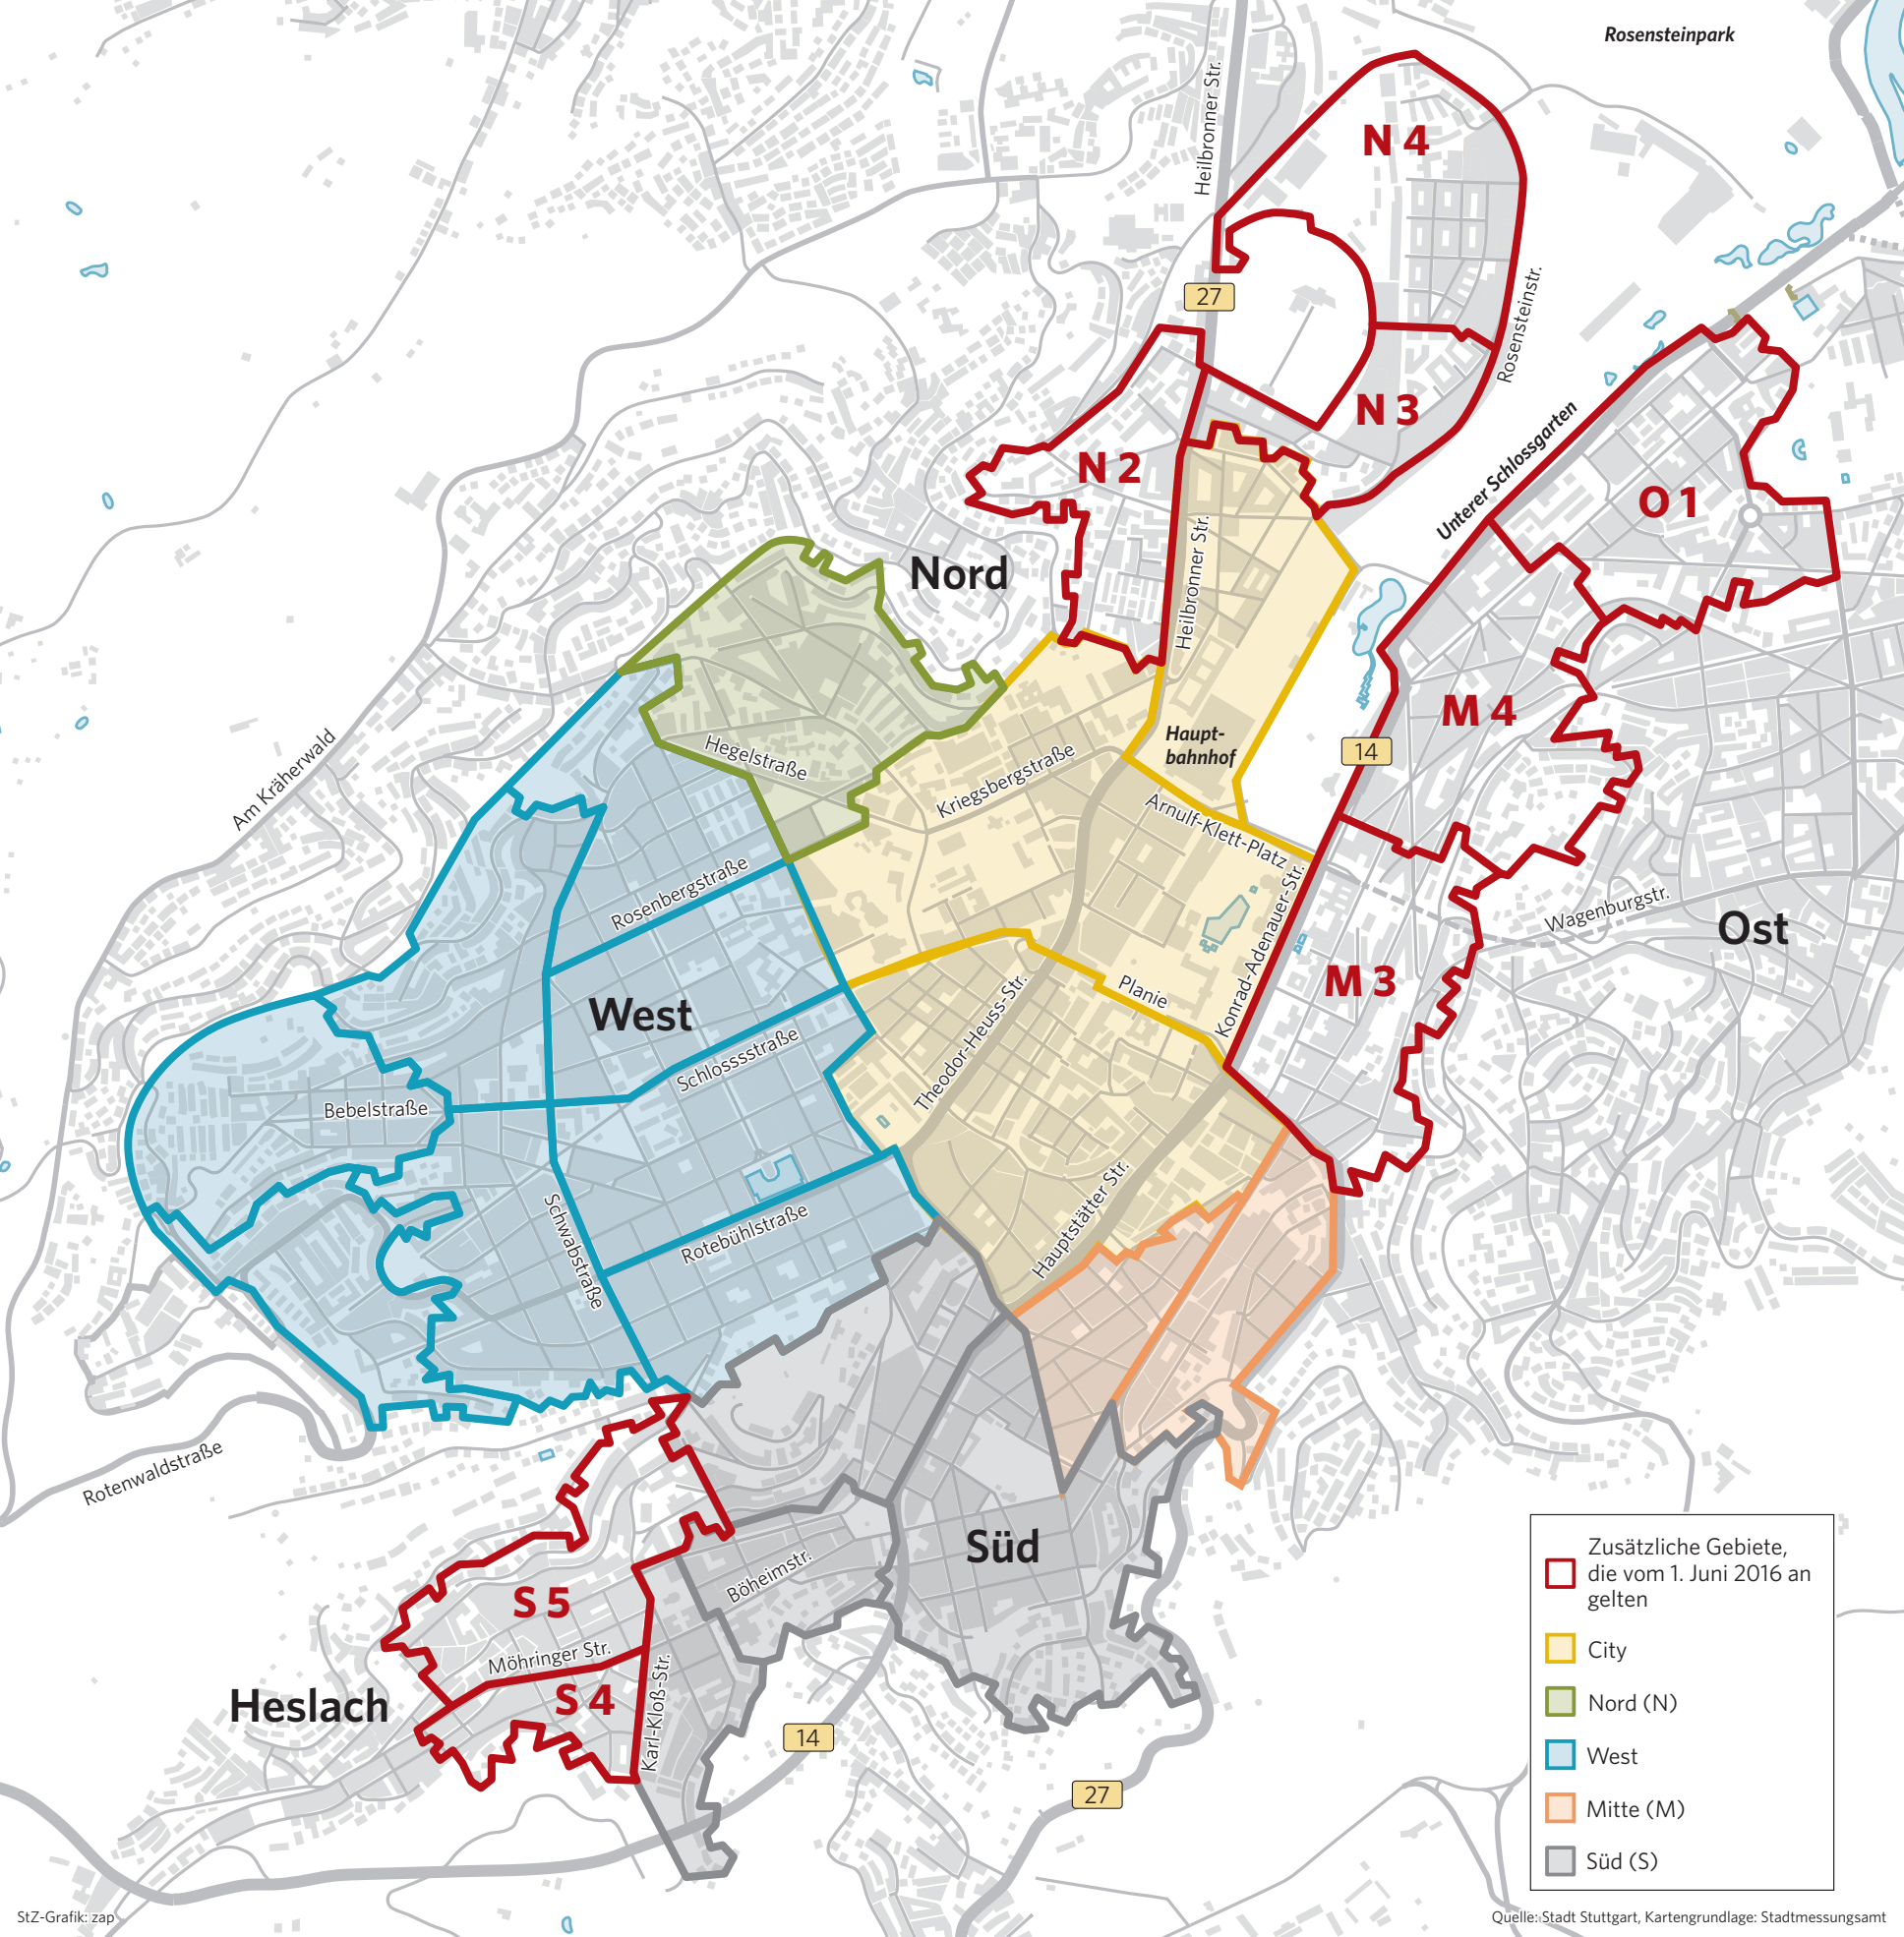 Rosensteinpark
Heilbronner Str.
N 4
27
Rosensteinstr.
N 3
Unterer Schlossgarten
N 2
O 1
Nord
Heilbronner Str.
M 4
Haupt-
bahnhof
14
Am Kräherwald
Hegelstraße
Kriegsbergstraße
Arnulf-Klett-Platz
Rosenbergstraße
Konrad-Adenauer-Str.
Wagenburgstr.
Ost
M 3
Planie
West
Schlosssstraße
Theodor-Heuss-Str.
Bebelstraße
Schwabstraße
Rotebühlstraße
Hauptstätter Str.
Rotenwaldstraße
Süd
Böheimstr.
S 5
Möhringer Str.
S 4
Heslach
Karl-Kloß-Str.
14
27
Zusätzliche Gebiete,
die vom 1. Juni 2016 an
gelten
City
Nord (N)
West
Mitte (M)
Süd (S)
StZ-Grafik: zap
Quelle: Stadt Stuttgart, Kartengrundlage: Stadtmessungsamt